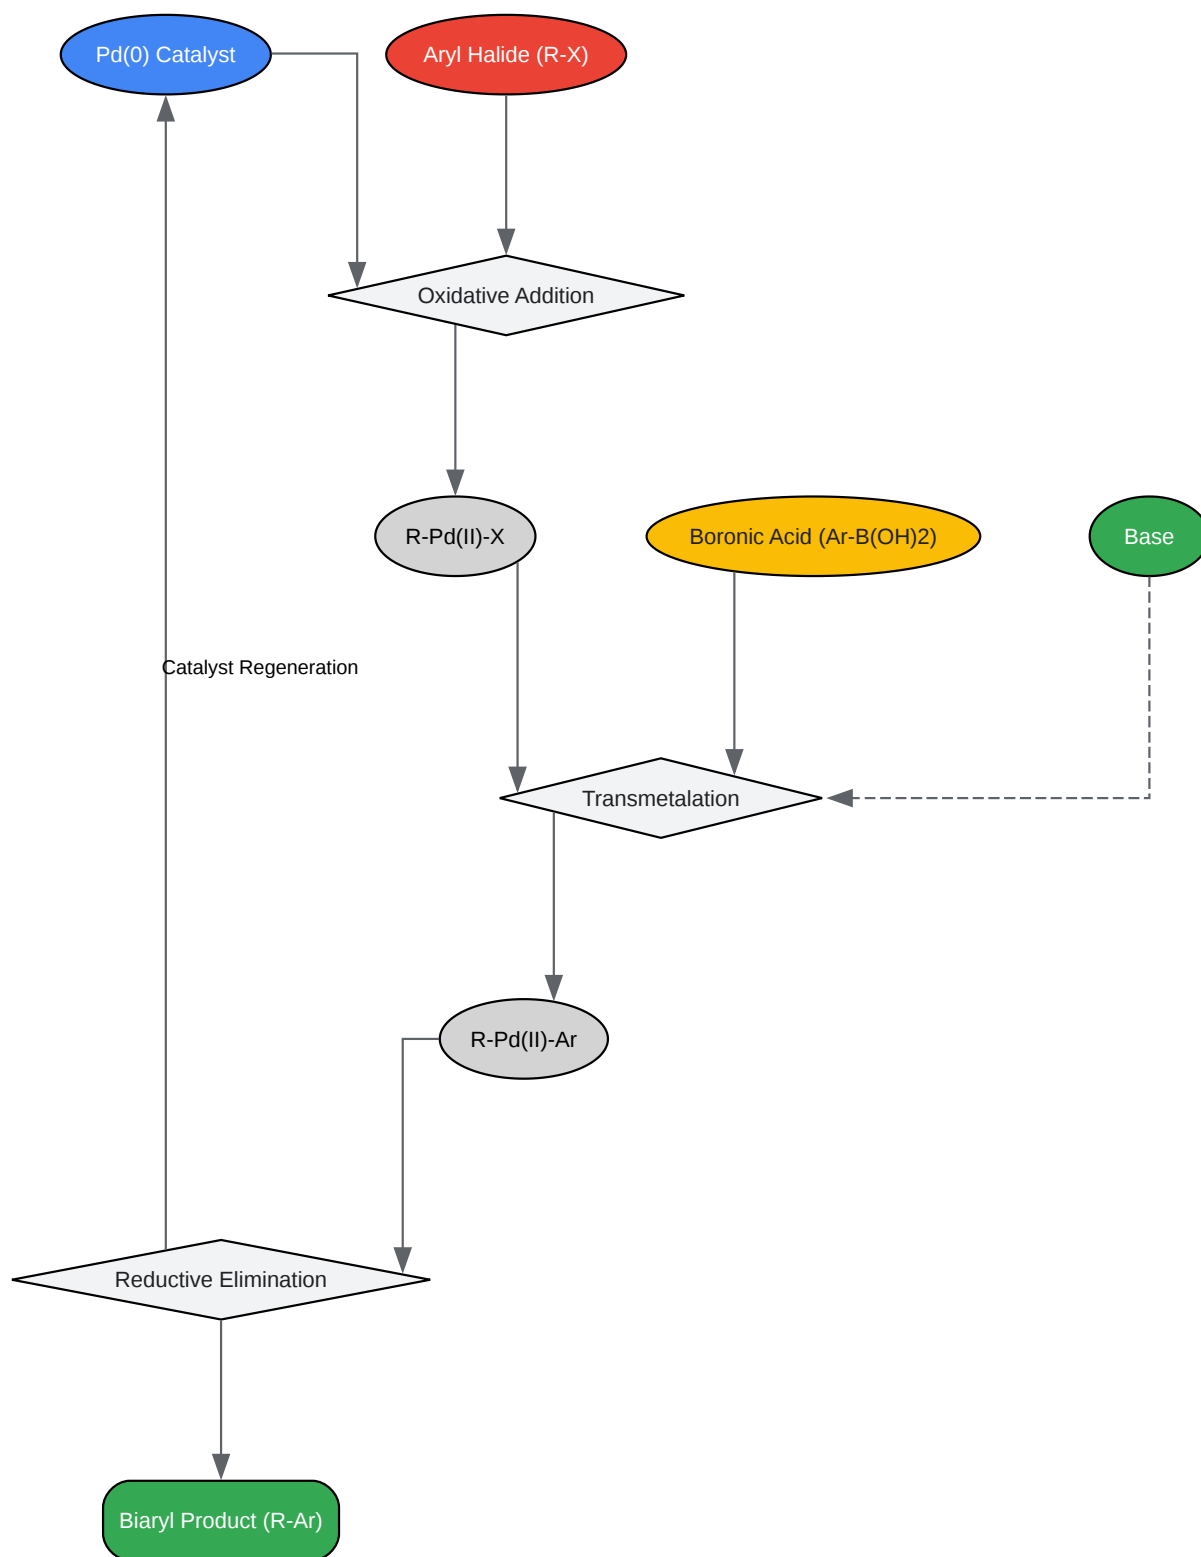 Pd(0) Catalyst
Aryl Halide (R-X)
Oxidative Addition
R-Pd(II)-X
Boronic Acid (Ar-B(OH)2)
Base
Catalyst Regeneration
Transmetalation
R-Pd(II)-Ar
Reductive Elimination
Biaryl Product (R-Ar)